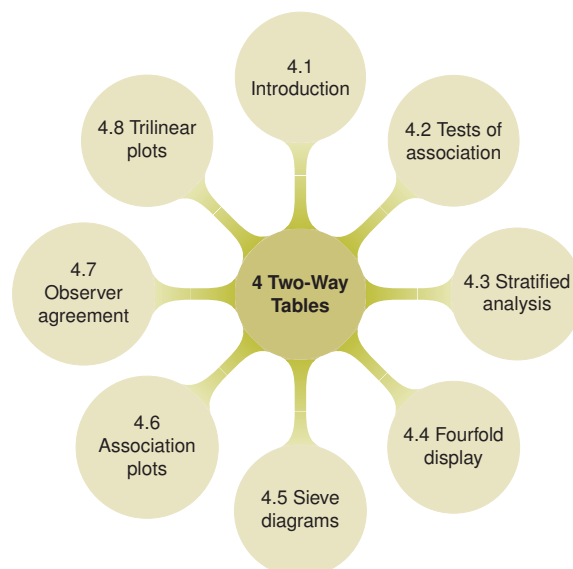 4.1
Introduction
4.2 Tests of
association
4.3 Stratified
analysis
4.4 Fourfold
display
4.5 Sieve
diagrams
4.6
Association
plots
4.7
Observer
agreement
4.8 Trilinear
plots
4 Two-Way
Tables